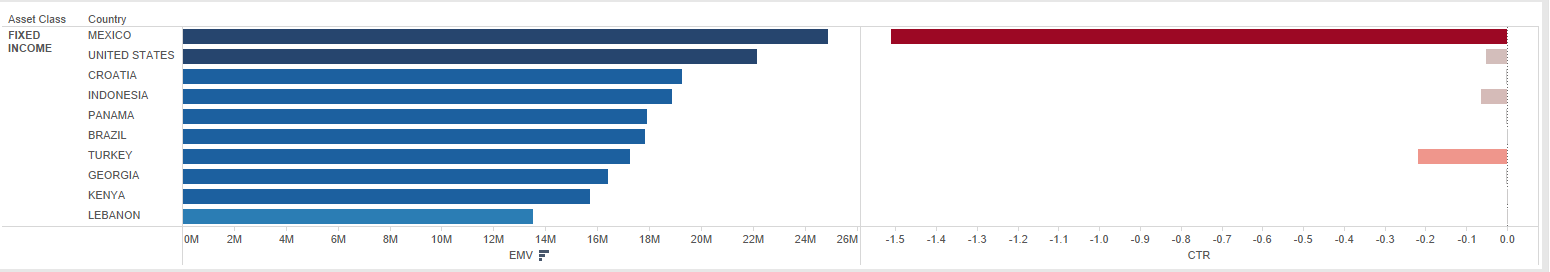 Asset Class Country
FIXED INCOME
MEXICO
UNITED STATES
CROATIA
INDONESIA
PANAMA
BRAZIL
TURKEY
GEORGIA
KENYA
LEBANON
0M 2M 4M 6M 8M 10M 12M 14M 16M 18M 20M 22M 24M 26M
-1.5 -1.4 -1.3 -1.2 -1.1 -1.0 -0.9 -0.8 -0.7 -0.6 -0.5 -0.4 -0.3 -0.2 -0.1 0.0
EMV
CTR